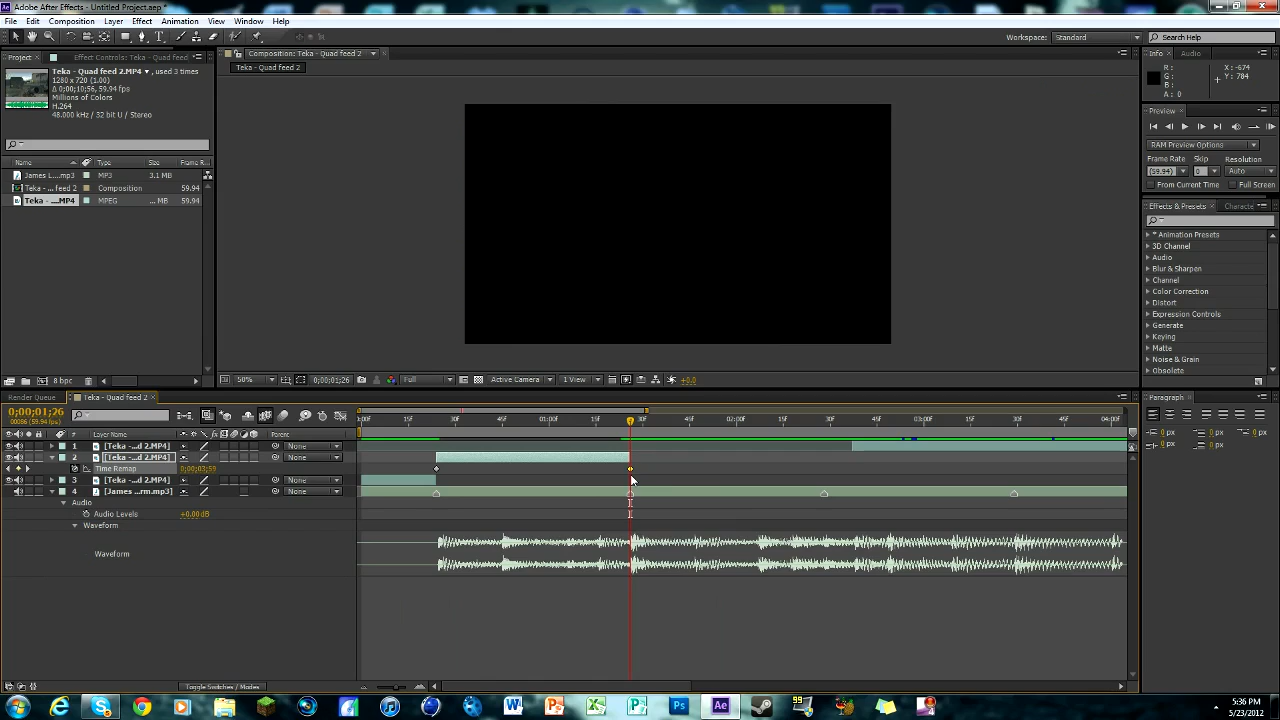 Adobe After Effects - Untitled Project.aep *
File Edit Composition Layer Effect Animation View Window Help
Workspace: Standard Search Help
Project Effect Controls: Teka - Quad feed
Composition: Teka - Quad feed 2
Info Audio
Teka - Quad feed 2
Teka - Quad feed 2.MP4 ▾, used 3 times
1280 x 720 (1.00)
Δ 0;00;10;56, 59.94 fps
Millions of Colors
H.264
48.000 kHz / 32 bit U / Stereo
R :
G :
B :
A : 0
X : -674
Y : 784
Preview
RAM Preview Options
Frame Rate Skip Resolution
(59.94) 0 Auto
From Current Time Full Screen
Name Type Size Frame R...
James L....mp3 MP3 3.1 MB
Teka - ... feed 2 Composition 59.94
Teka - ....MP4 MPEG ... MB 59.94
Effects & Presets Characte
* Animation Presets
3D Channel
Audio
Blur & Sharpen
Channel
Color Correction
Distort
Expression Controls
Generate
Keying
Matte
Noise & Grain
Obsolete
8 bpc
50% 0;00;01;26 Full Active Camera 1 View +0.0
Render Queue Teka - Quad feed 2
Paragraph
0;00;01;26
00086 (59.94 fps)
:00f 15f 30f 45f 01:00f 15f 30f 45f 02:00f 15f 30f 45f 03:00f 15f 30f 45f 04:00f
# Layer Name Parent
1 [Teka -...d 2.MP4] None
2 [Teka -...d 2.MP4] None
Time Remap 0;00;03;59
3 [Teka -...d 2.MP4] None
4 [James ...rm.mp3] None
Audio
Audio Levels +0.00 dB
Waveform
Waveform
0 px 0 px
0 px 0 px
0 px
Toggle Switches / Modes
5:36 PM
5/23/2012